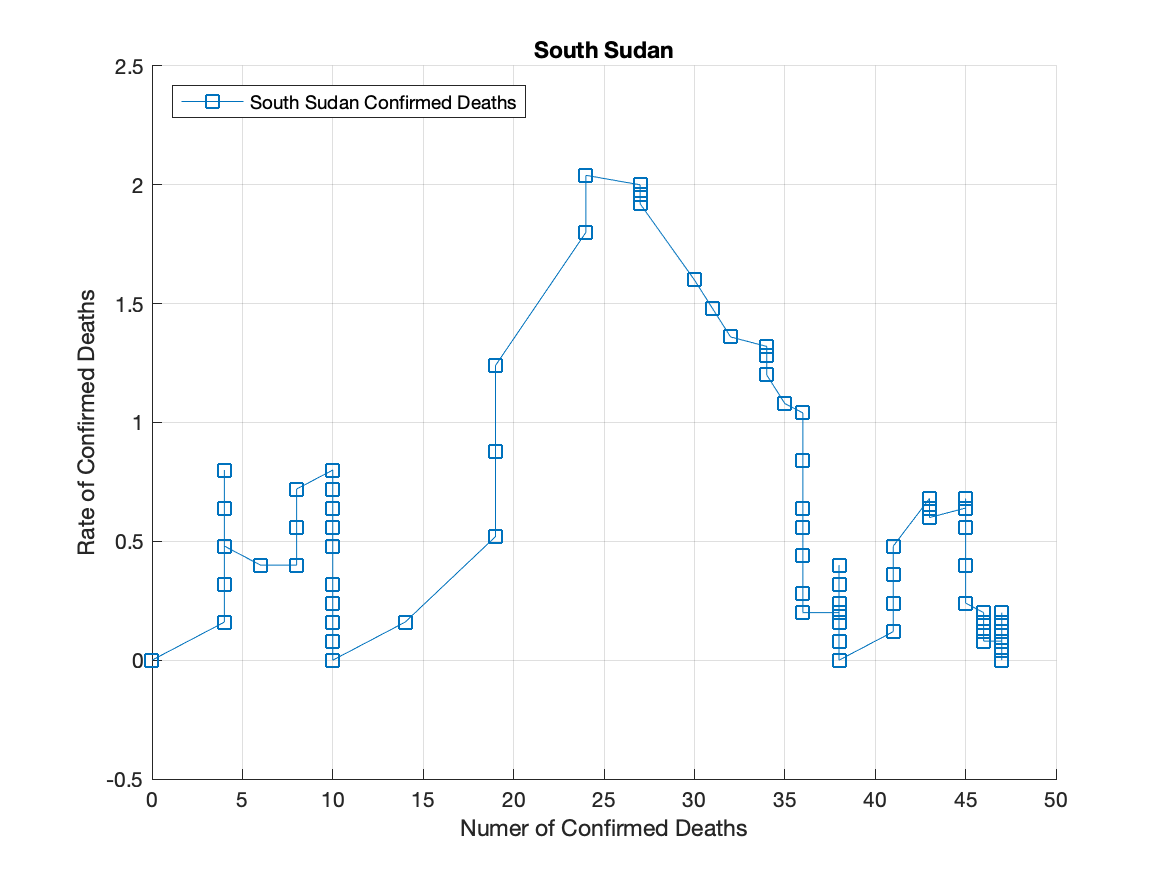 South Sudan
South Sudan Confirmed Deaths
2.5
2
1.5
1
0.5
0
-0.5
Rate of Confirmed Deaths
0 5 10 15 20 25 30 35 40 45 50
Numer of Confirmed Deaths